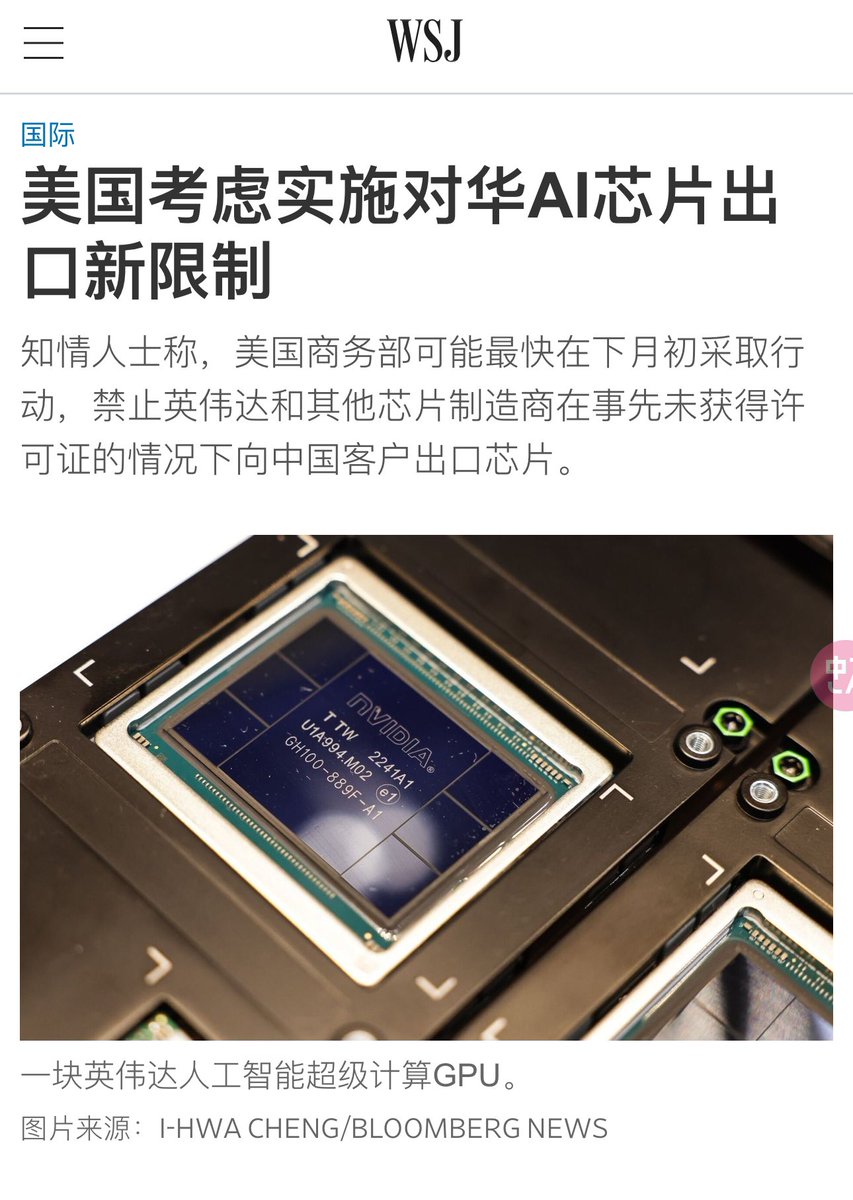 WSJ
国际
美国考虑实施对华AI芯片出
口新限制
知情人士称，美国商务部可能最快在下月初采取行
动，禁止英伟达和其他芯片制造商在事先未获得许
可证的情况下向中国客户出口芯片。
nVIDIA®
T TW 2241A1
U1A994.M02 e1
GH100-889F-A1
一块英伟达人工智能超级计算GPU。
图片来源：I-HWA CHENG/BLOOMBERG NEWS